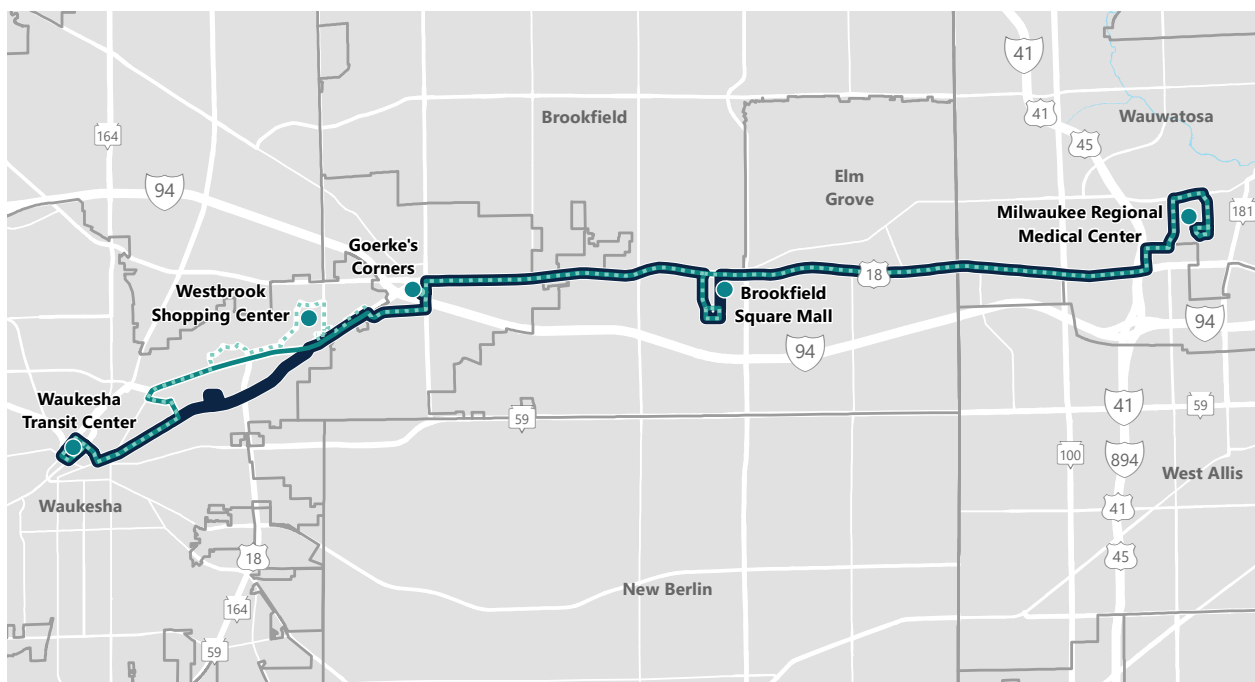 41
41
Wauwatosa
Brookfield
164
45
Elm
Grove
94
181
Milwaukee Regional
Medical Center
Goerke's
Corners
18
Westbrook
Shopping Center
Brookfield
Square Mall
94
94
Waukesha
Transit Center
59
41
59
100
894
West Allis
Waukesha
41
18
45
New Berlin
164
59